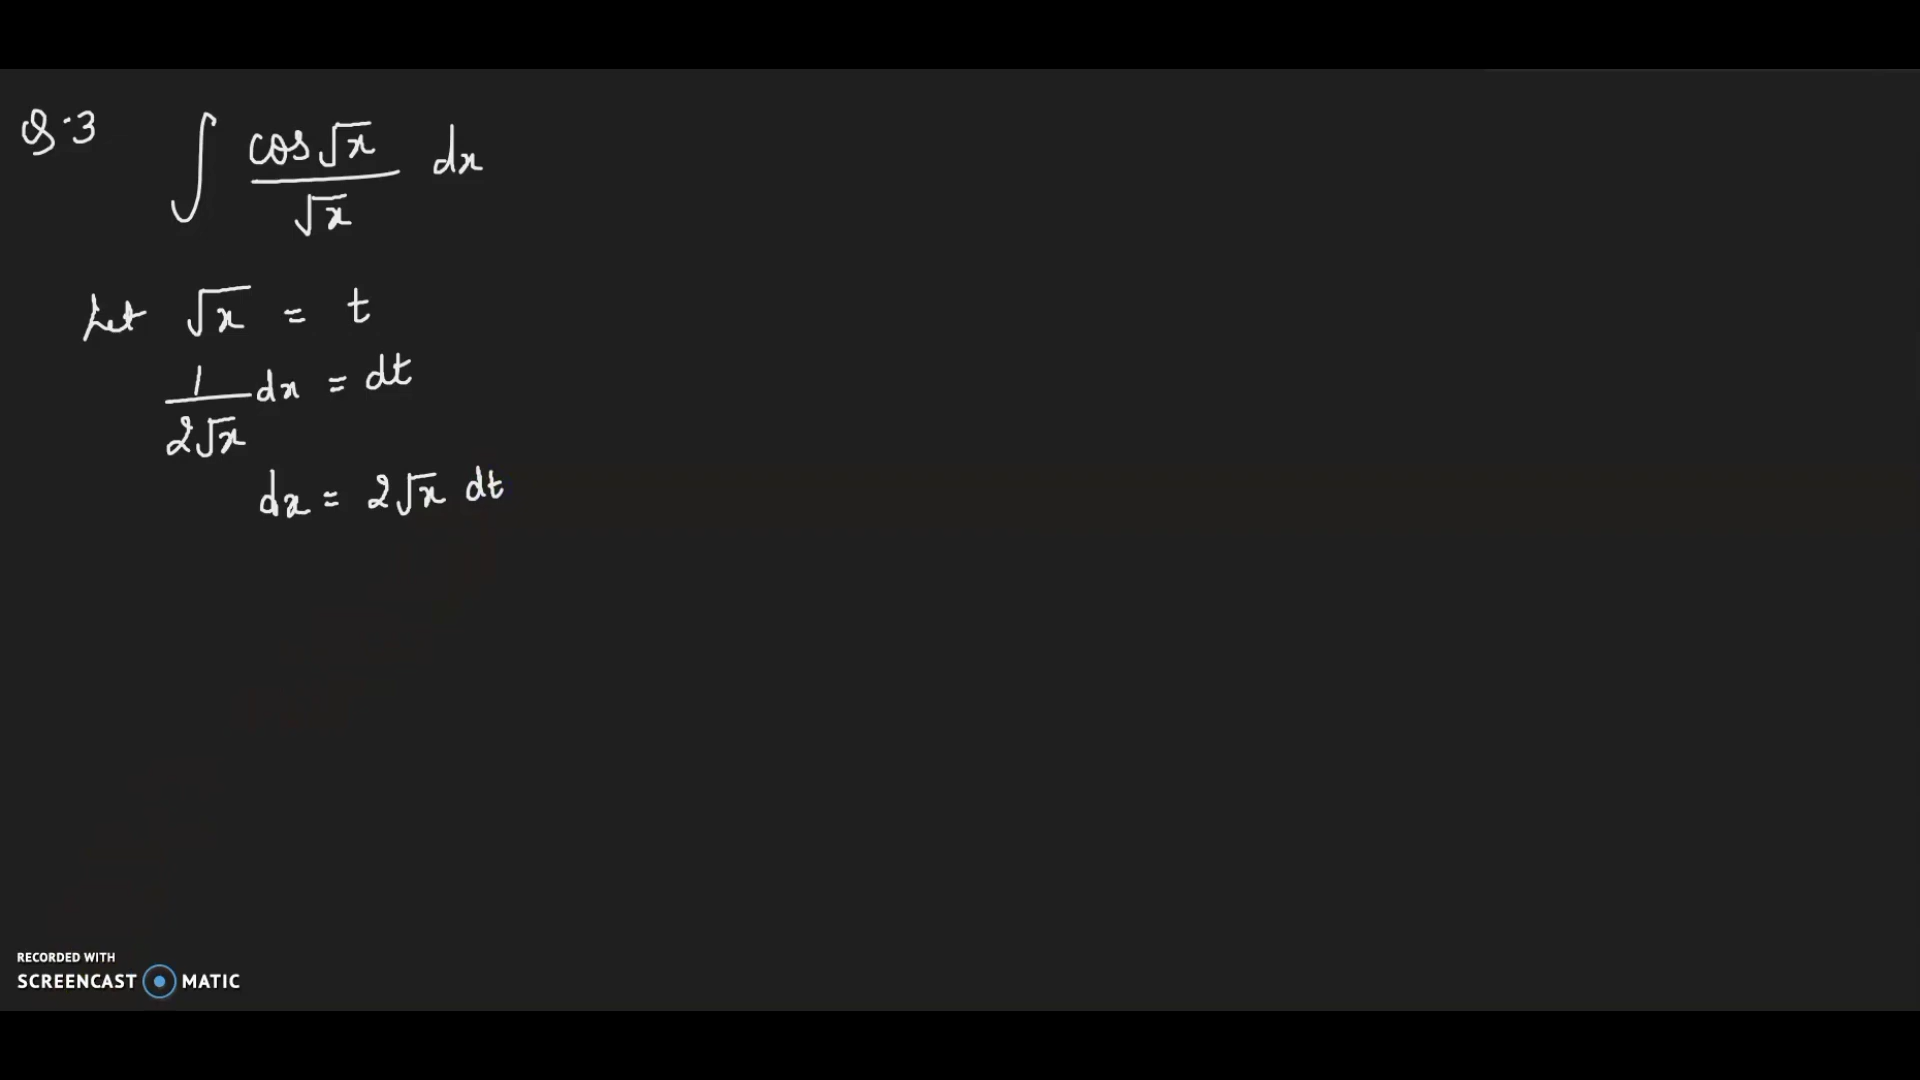 Q.3 ∫ cos√x / √x dx
Let √x = t
1 / 2√x dx = dt
dx = 2√x dt
RECORDED WITH
SCREENCAST MATIC